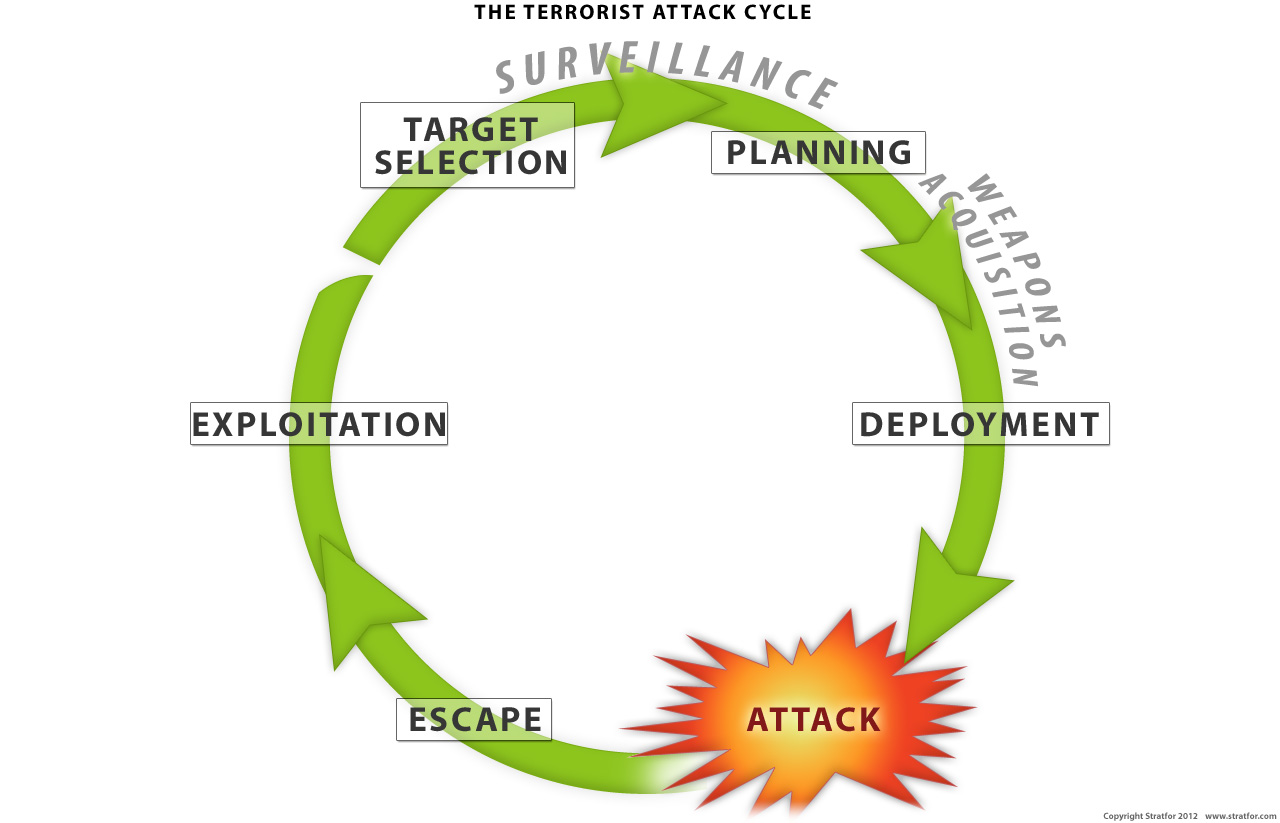 THE TERRORIST ATTACK CYCLE
SURVEILLANCE
TARGET
SELECTION
PLANNING
WEAPONS
ACQUISITION
EXPLOITATION
DEPLOYMENT
ESCAPE
ATTACK
Copyright Stratfor 2012 www.stratfor.com